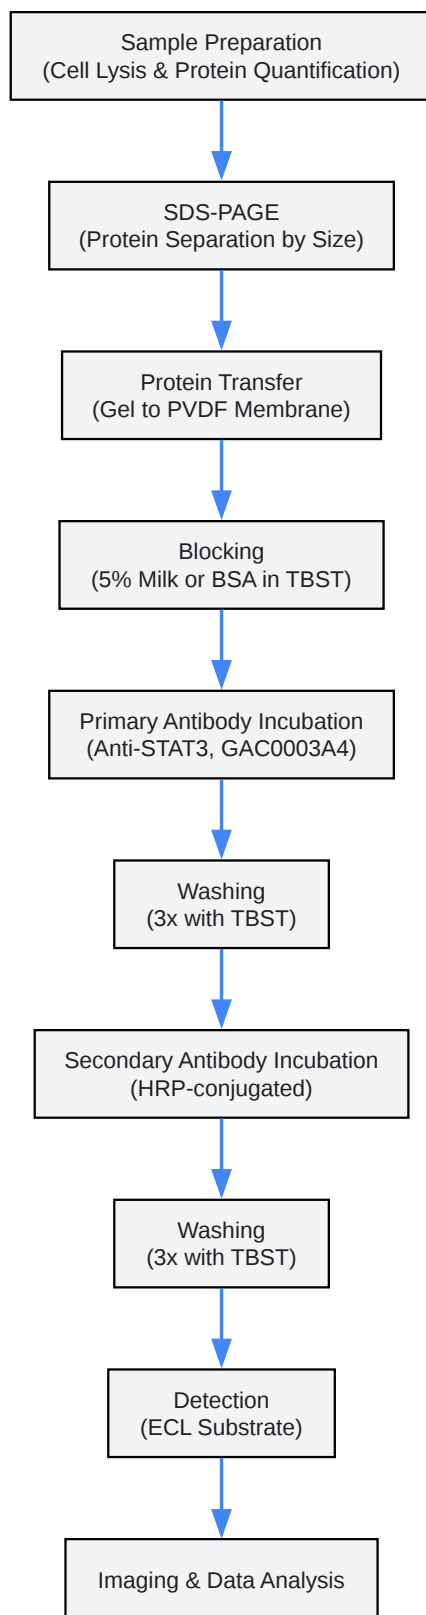 Sample Preparation
(Cell Lysis & Protein Quantification)
SDS-PAGE
(Protein Separation by Size)
Protein Transfer
(Gel to PVDF Membrane)
Blocking
(5% Milk or BSA in TBST)
Primary Antibody Incubation
(Anti-STAT3, GAC0003A4)
Washing
(3x with TBST)
Secondary Antibody Incubation
(HRP-conjugated)
Washing
(3x with TBST)
Detection
(ECL Substrate)
Imaging & Data Analysis